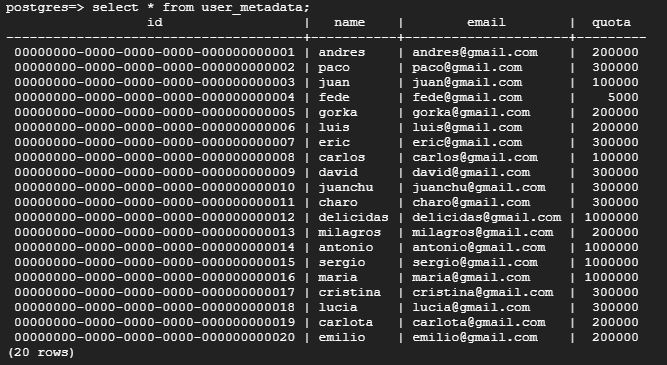 postgres=> select * from user_metadata;
                  id                  |   name    |        email        |  quota
--------------------------------------+-----------+---------------------+---------
 00000000-0000-0000-0000-000000000001 | andres    | andres@gmail.com    |  200000
 00000000-0000-0000-0000-000000000002 | paco      | paco@gmail.com      |  300000
 00000000-0000-0000-0000-000000000003 | juan      | juan@gmail.com      |  100000
 00000000-0000-0000-0000-000000000004 | fede      | fede@gmail.com      |    5000
 00000000-0000-0000-0000-000000000005 | gorka     | gorka@gmail.com     |  200000
 00000000-0000-0000-0000-000000000006 | luis      | luis@gmail.com      |  200000
 00000000-0000-0000-0000-000000000007 | eric      | eric@gmail.com      |  300000
 00000000-0000-0000-0000-000000000008 | carlos    | carlos@gmail.com    |  100000
 00000000-0000-0000-0000-000000000009 | david     | david@gmail.com     |  300000
 00000000-0000-0000-0000-000000000010 | juanchu   | juanchu@gmail.com   |  300000
 00000000-0000-0000-0000-000000000011 | charo     | charo@gmail.com     |  300000
 00000000-0000-0000-0000-000000000012 | delicidas | delicidas@gmail.com | 1000000
 00000000-0000-0000-0000-000000000013 | milagros  | milagros@gmail.com  |  200000
 00000000-0000-0000-0000-000000000014 | antonio   | antonio@gmail.com   | 1000000
 00000000-0000-0000-0000-000000000015 | sergio    | sergio@gmail.com    | 1000000
 00000000-0000-0000-0000-000000000016 | maria     | maria@gmail.com     | 1000000
 00000000-0000-0000-0000-000000000017 | cristina  | cristina@gmail.com  |  300000
 00000000-0000-0000-0000-000000000018 | lucia     | lucia@gmail.com     |  300000
 00000000-0000-0000-0000-000000000019 | carlota   | carlota@gmail.com   |  200000
 00000000-0000-0000-0000-000000000020 | emilio    | emilio@gmail.com    |  200000
(20 rows)